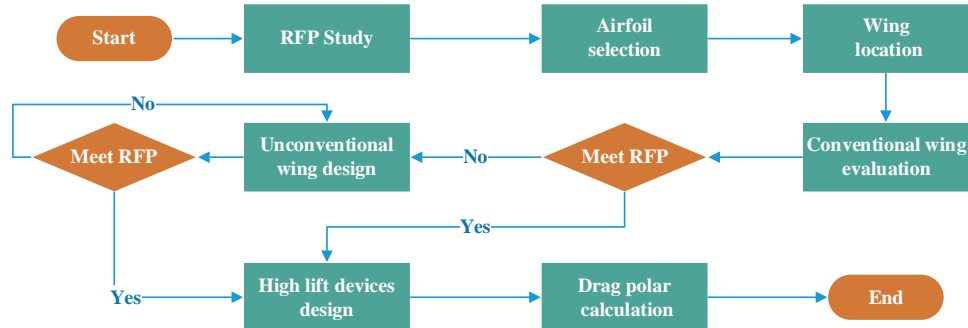 Start
RFP Study
Airfoil
selection
Wing
location
No
Meet RFP
Unconventional
wing design
No
Meet RFP
Conventional wing
evaluation
Yes
Yes
High lift devices
design
Drag polar
calculation
End